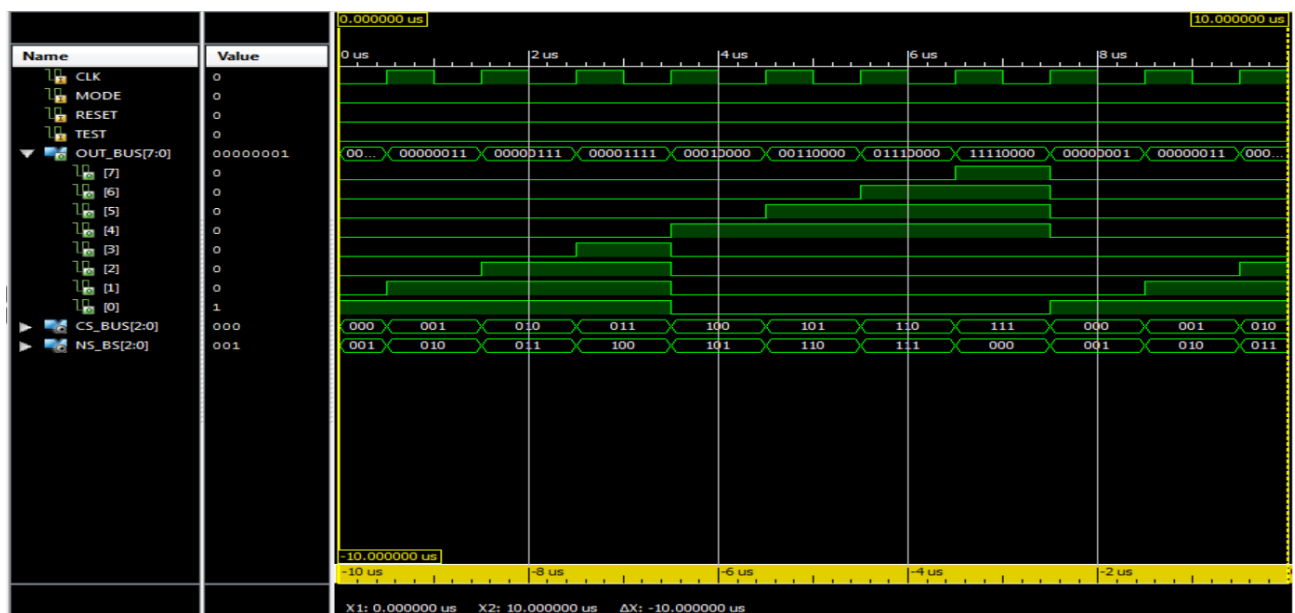 0.000000 us 10.000000 us
Name Value 0 us 2 us 4 us 6 us 8 us
CLK 0
MODE 0
RESET 0
TEST 0
OUT_BUS[7:0] 00000001 00... 00000011 00000111 00001111 00010000 00110000 01110000 11110000 00000001 00000011 000...
[7] 0
[6] 0
[5] 0
[4] 0
[3] 0
[2] 0
[1] 0
[0] 1
CS_BUS[2:0] 000 000 001 010 011 100 101 110 111 000 001 010
NS_BS[2:0] 001 001 010 011 100 101 110 111 000 001 010 011
-10.000000 us
-10 us -8 us -6 us -4 us -2 us
X1: 0.000000 us X2: 10.000000 us ΔX: -10.000000 us